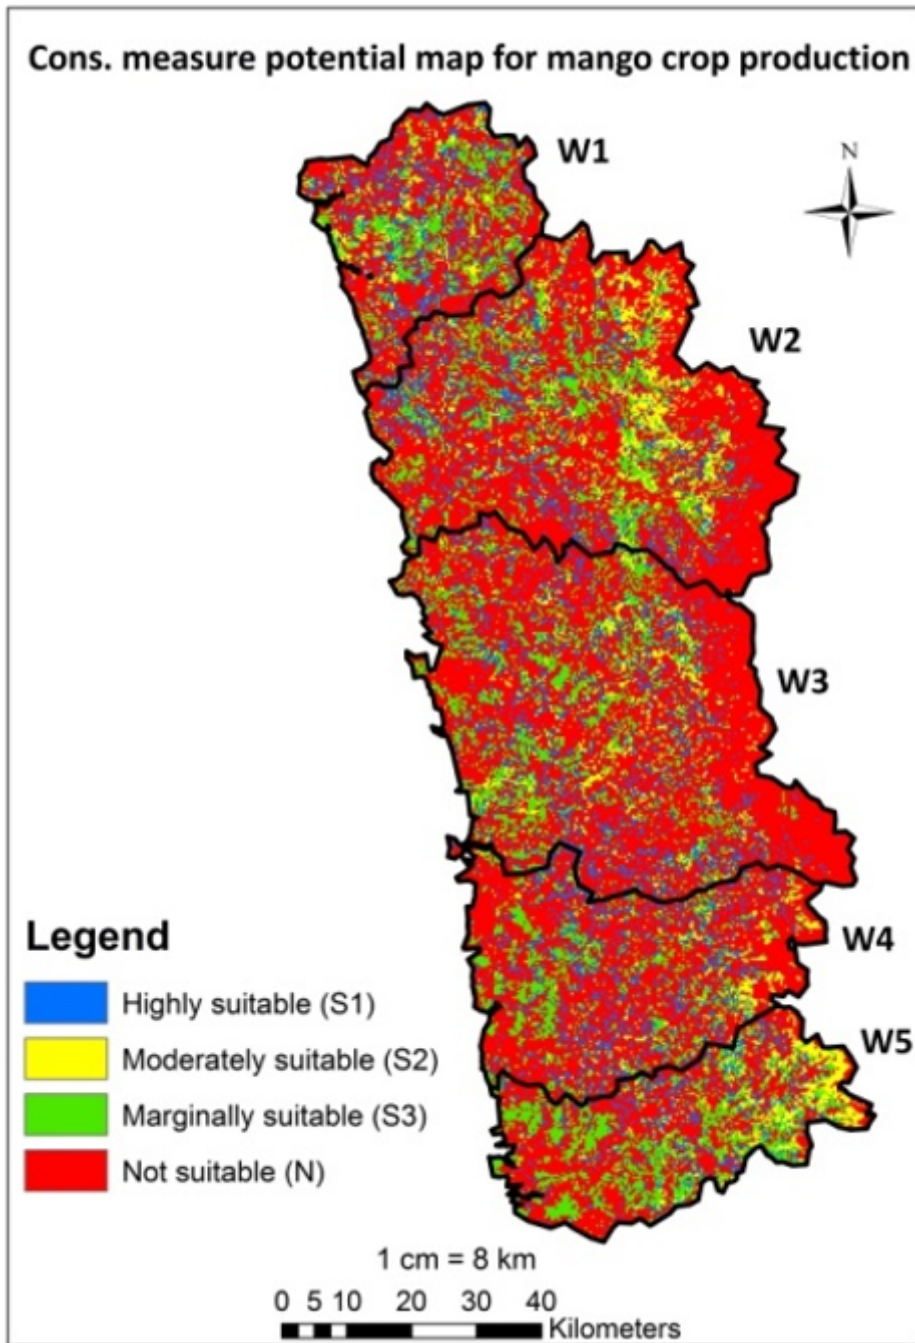 Cons. measure potential map for mango crop production
W1
N
W2
W3
W4
W5
Legend
Highly suitable (S1)
Moderately suitable (S2)
Marginally suitable (S3)
Not suitable (N)
1 cm = 8 km
0 5 10 20 30 40
Kilometers